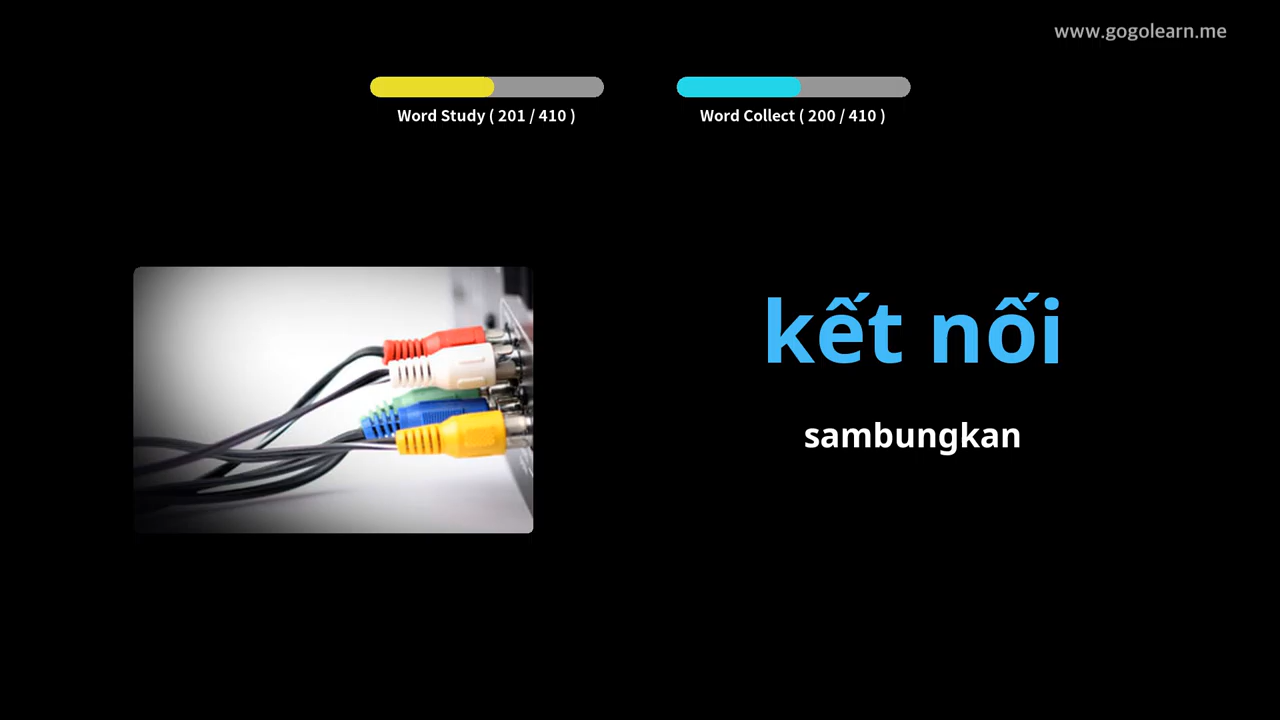 www.gogolearn.me
Word Study ( 201 / 410 )
Word Collect ( 200 / 410 )
kết nối
sambungkan